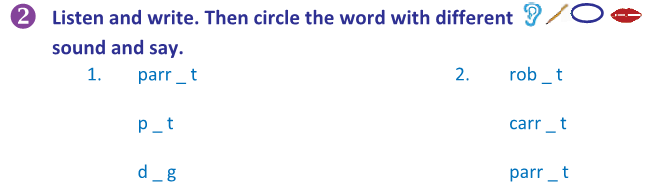 2 Listen and write. Then circle the word with different
sound and say.
1. parr _ t 2. rob _ t
p _ t carr _ t
d _ g parr _ t